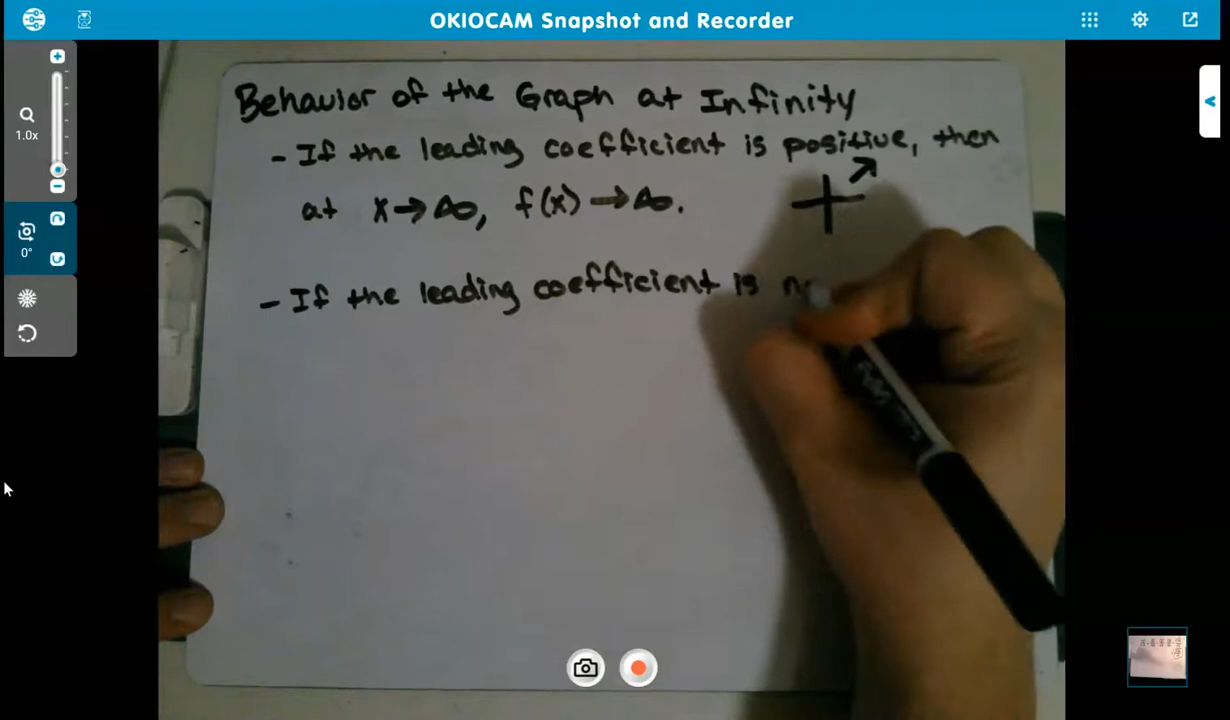 OKIOCAM Snapshot and Recorder
1.0x
0°
Behavior of the Graph at Infinity
- If the leading coefficient is positive, then
at x→∞, f(x)→∞.
- If the leading coefficient is